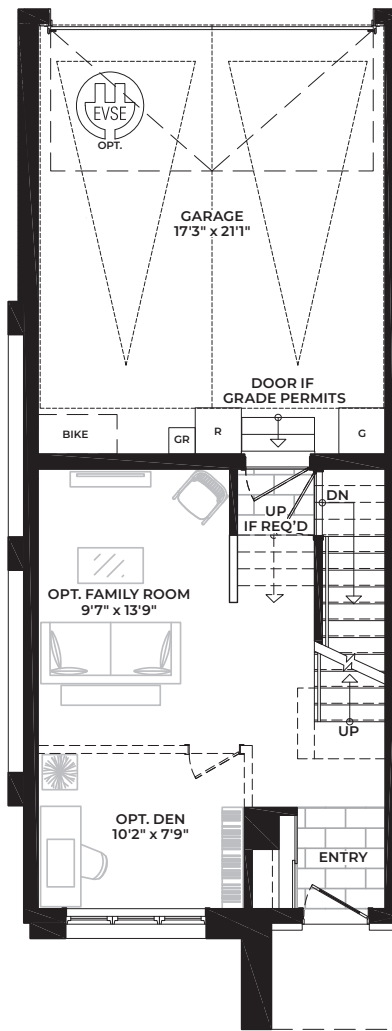 EVSE
OPT.
GARAGE
17'3" x 21'1"
DOOR IF
GRADE PERMITS
BIKE
GR
R
G
UP
IF REQ'D
DN
OPT. FAMILY ROOM
9'7" x 13'9"
UP
OPT. DEN
10'2" x 7'9"
ENTRY